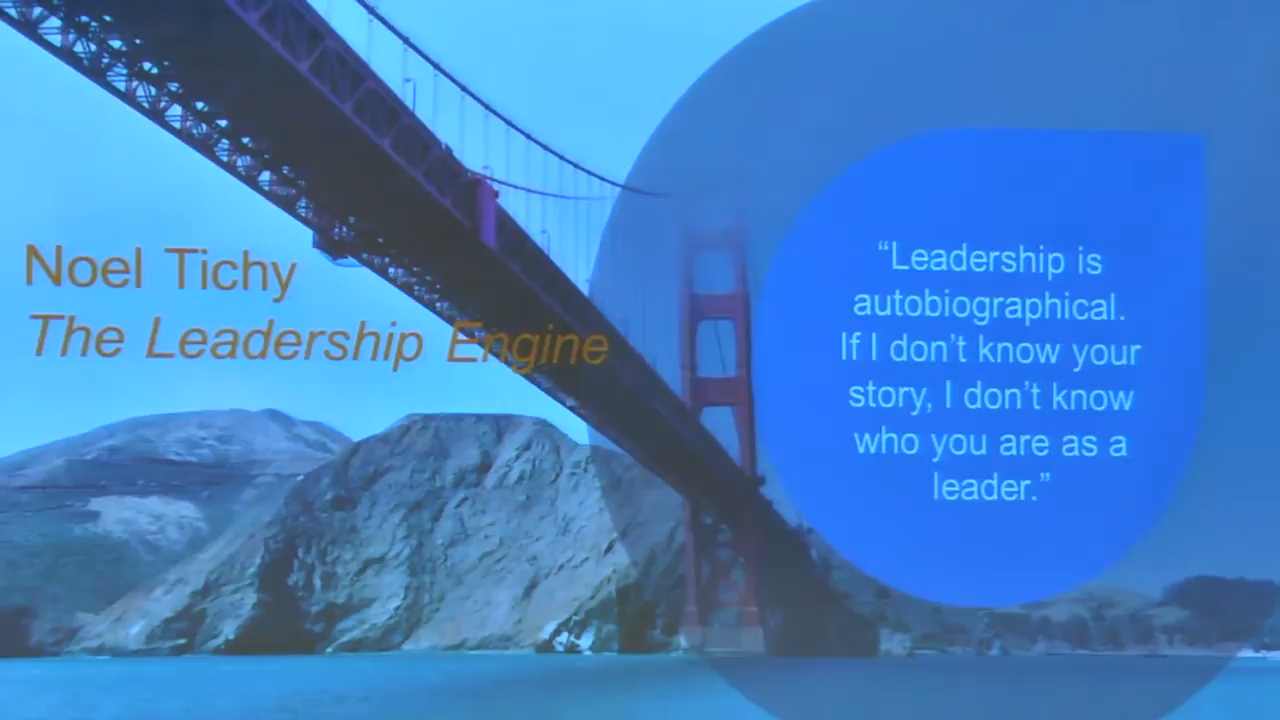 Noel Tichy
The Leadership Engine
“Leadership is
autobiographical.
If I don’t know your
story, I don’t know
who you are as a
leader.”